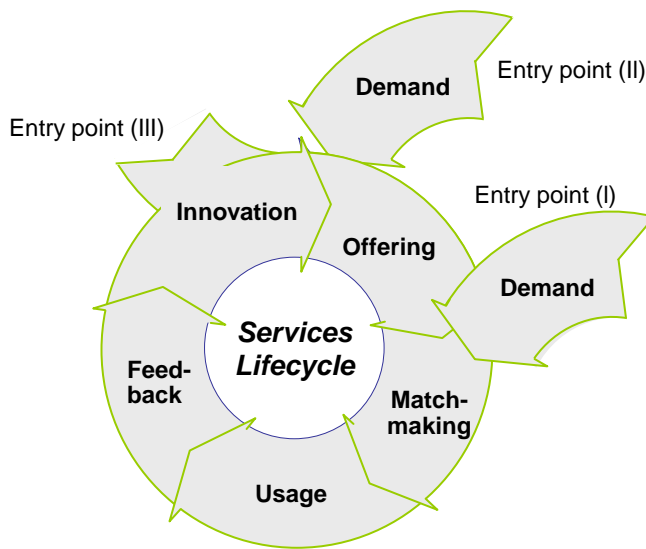 Demand
Entry point (II)
Entry point (III)
Entry point (I)
Innovation
Offering
Demand
Services
Lifecycle
Feed-
back
Match-
making
Usage